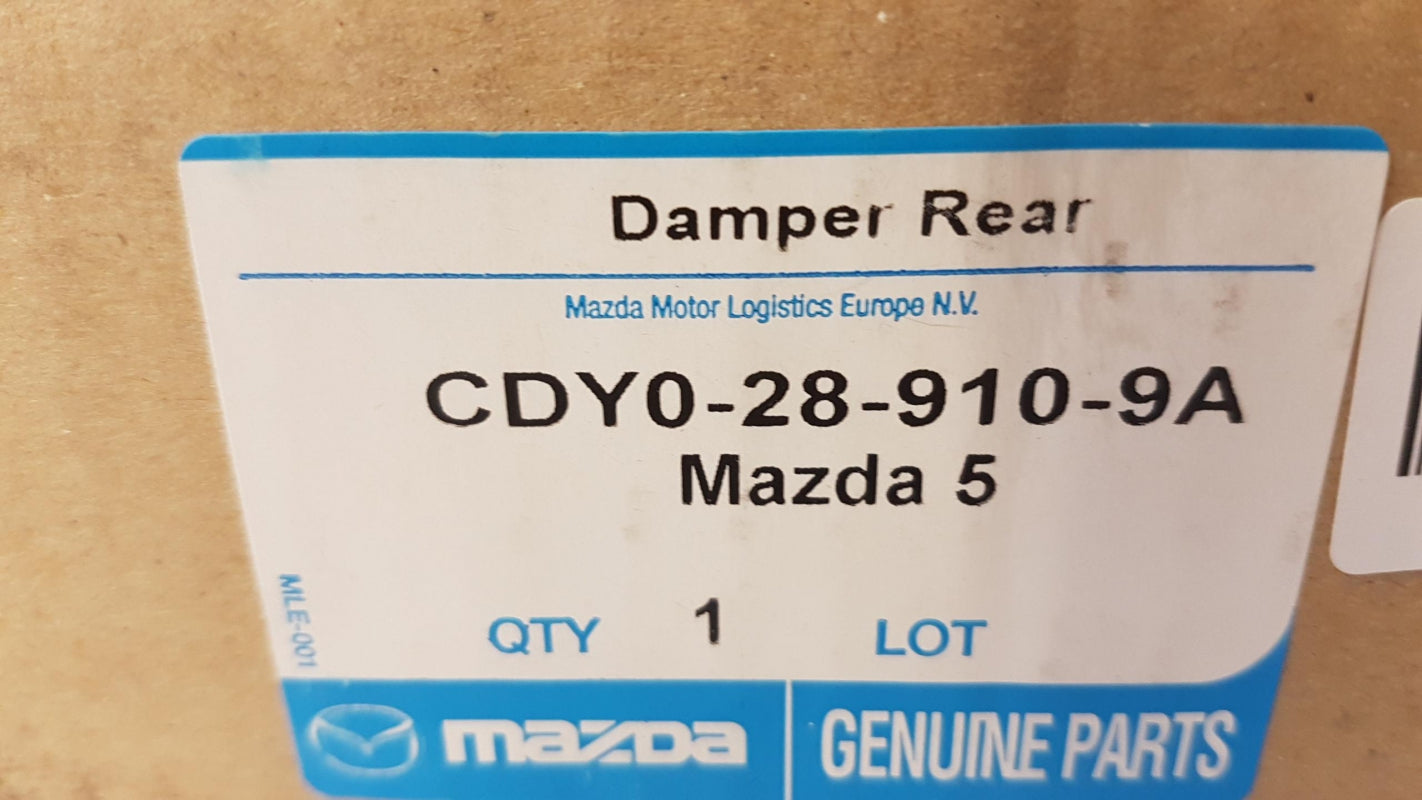 Damper Rear
Mazda Motor Logistics Europe N.V.
CDY0-28-910-9A
Mazda 5
MLE-001
QTY 1 LOT
mazda GENUINE PARTS